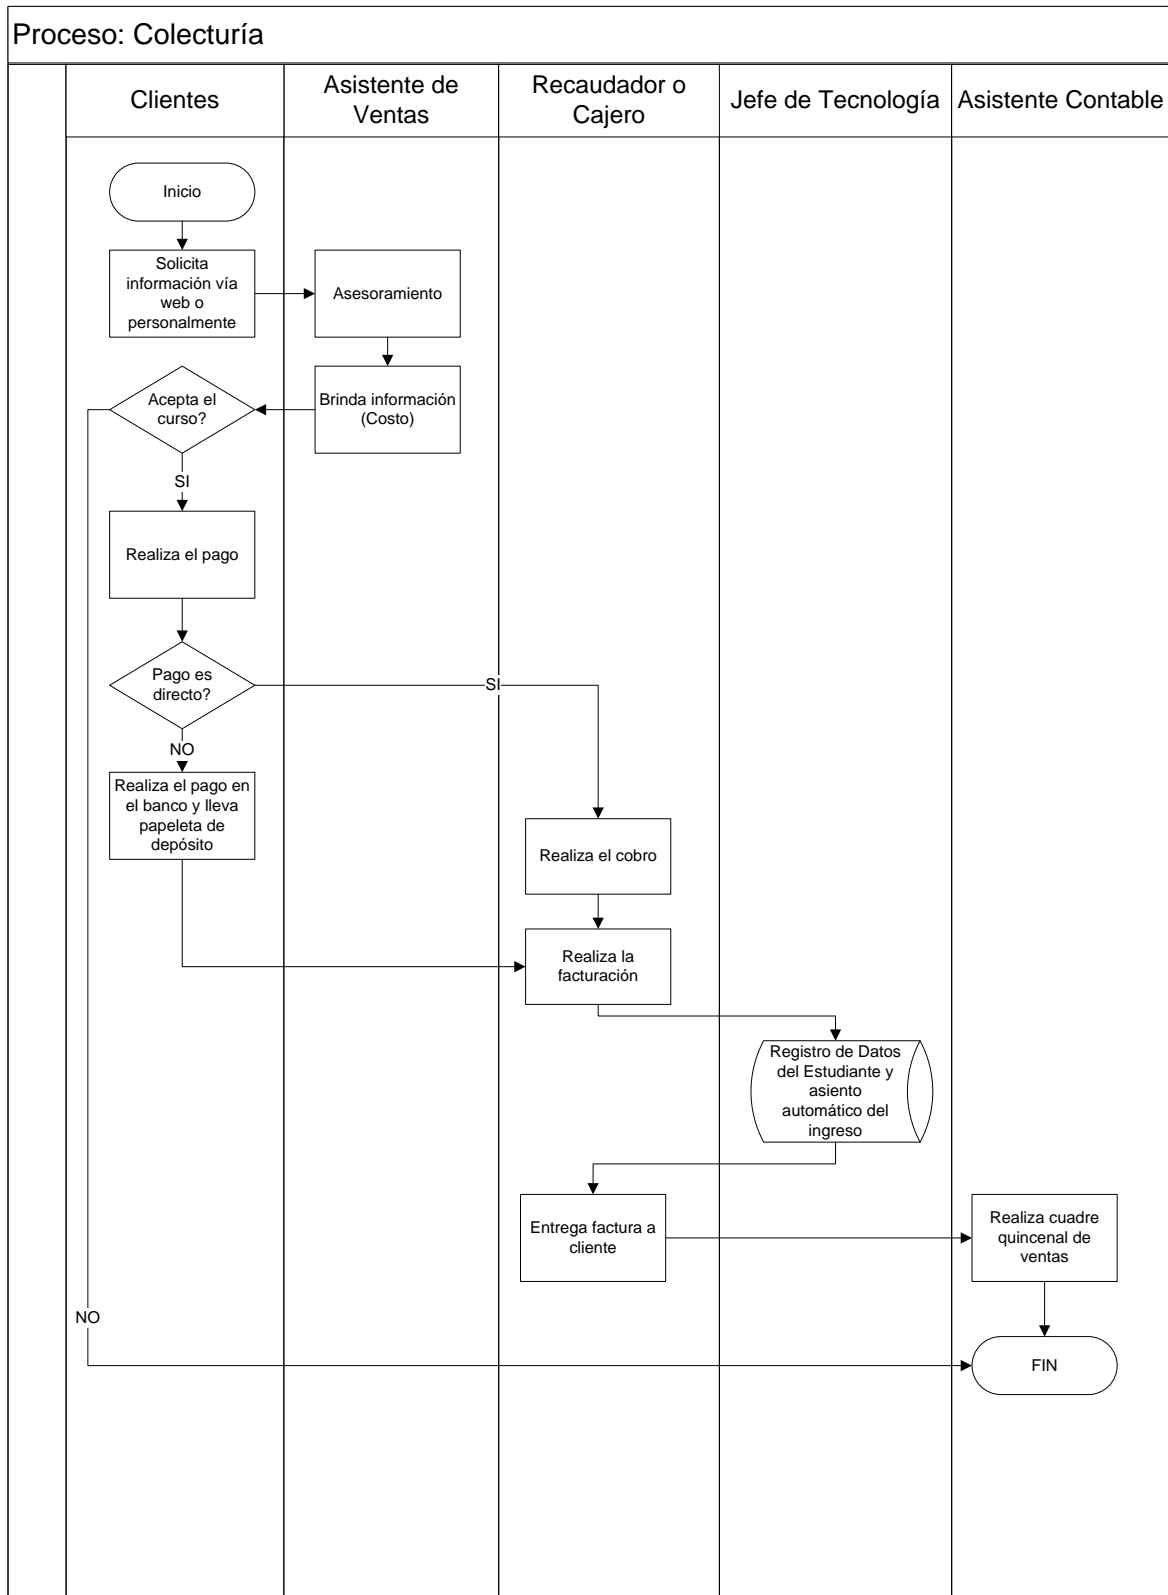 Proceso: Colecturía
Clientes
Asistente de
Ventas
Recaudador o
Cajero
Jefe de Tecnología
Asistente Contable
Inicio
Solicita
información vía
web o
personalmente
Asesoramiento
Acepta el
curso?
Brinda información
(Costo)
SI
Realiza el pago
Pago es
directo?
SI
NO
Realiza el pago en
el banco y lleva
papeleta de
depósito
Realiza el cobro
Realiza la
facturación
Registro de Datos
del Estudiante y
asiento
automático del
ingreso
Entrega factura a
cliente
Realiza cuadre
quincenal de
ventas
NO
FIN